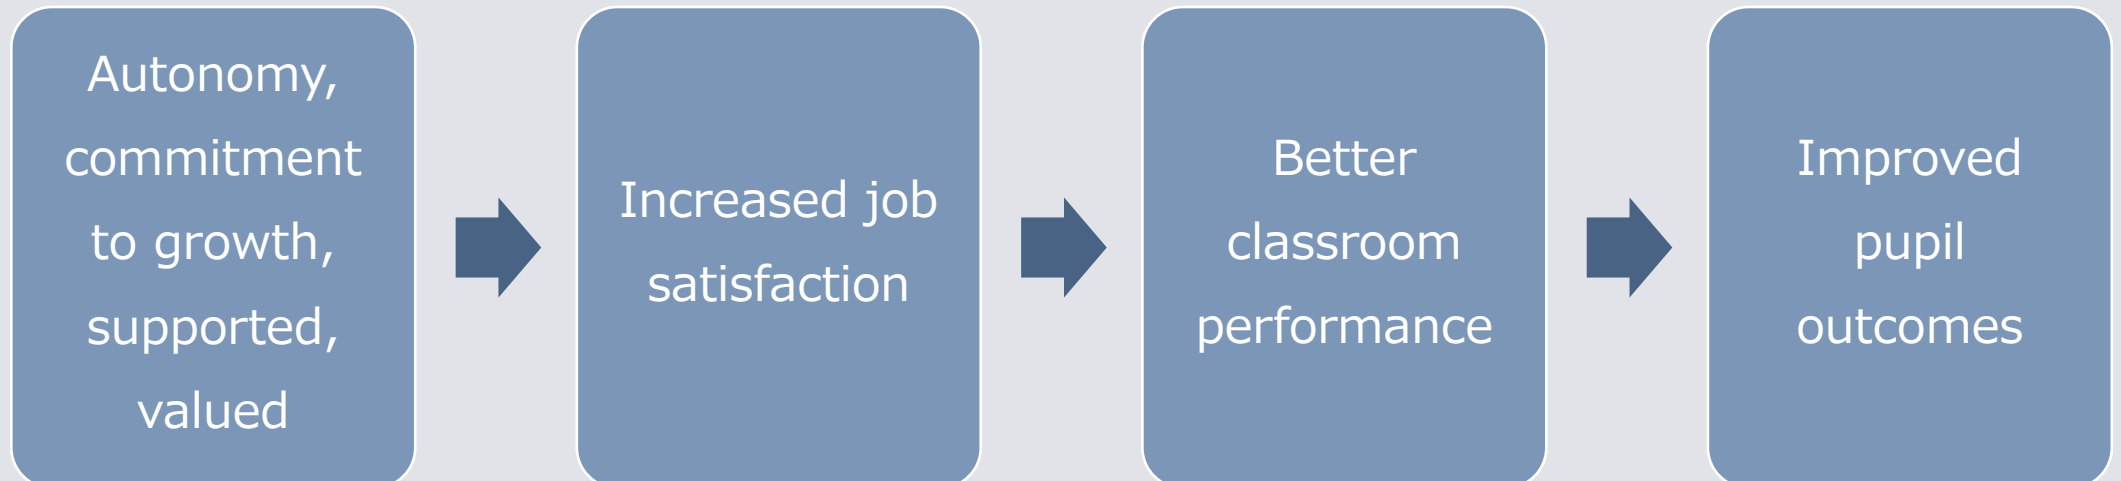 Autonomy,
commitment
to growth,
supported,
valued
Increased job
satisfaction
Better
classroom
performance
Improved
pupil
outcomes